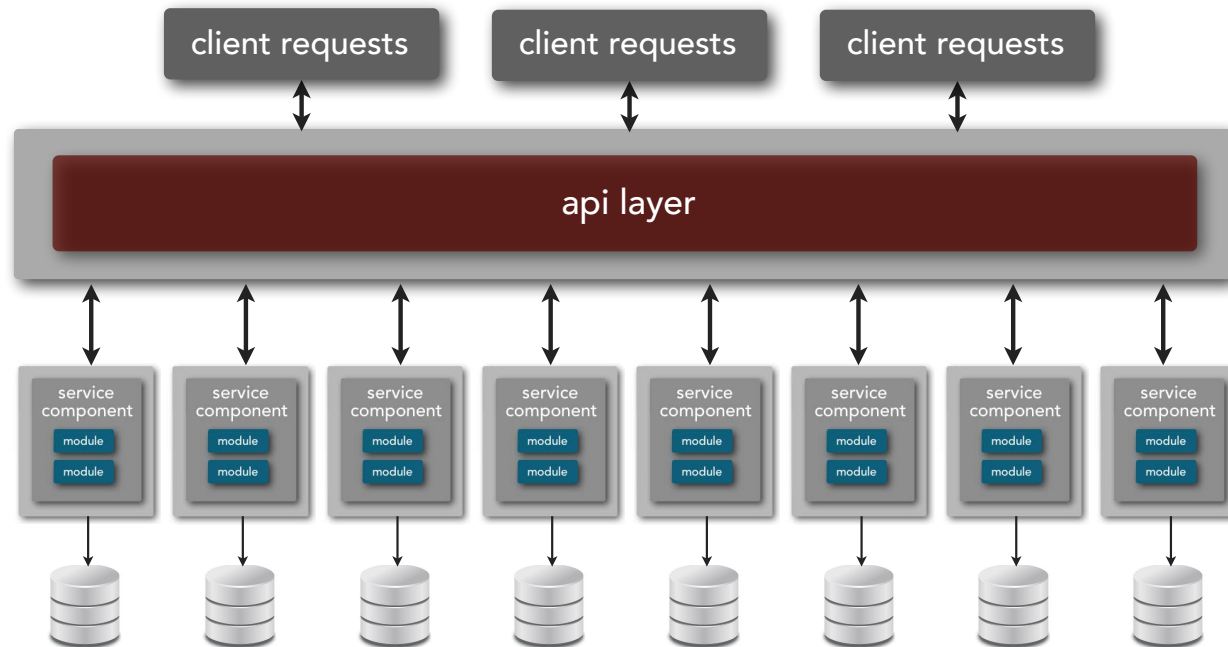 client requests
client requests
client requests
api layer
service
component
module
module
service
component
module
module
service
component
module
module
service
component
module
module
service
component
module
module
service
component
module
module
service
component
module
module
service
component
module
module